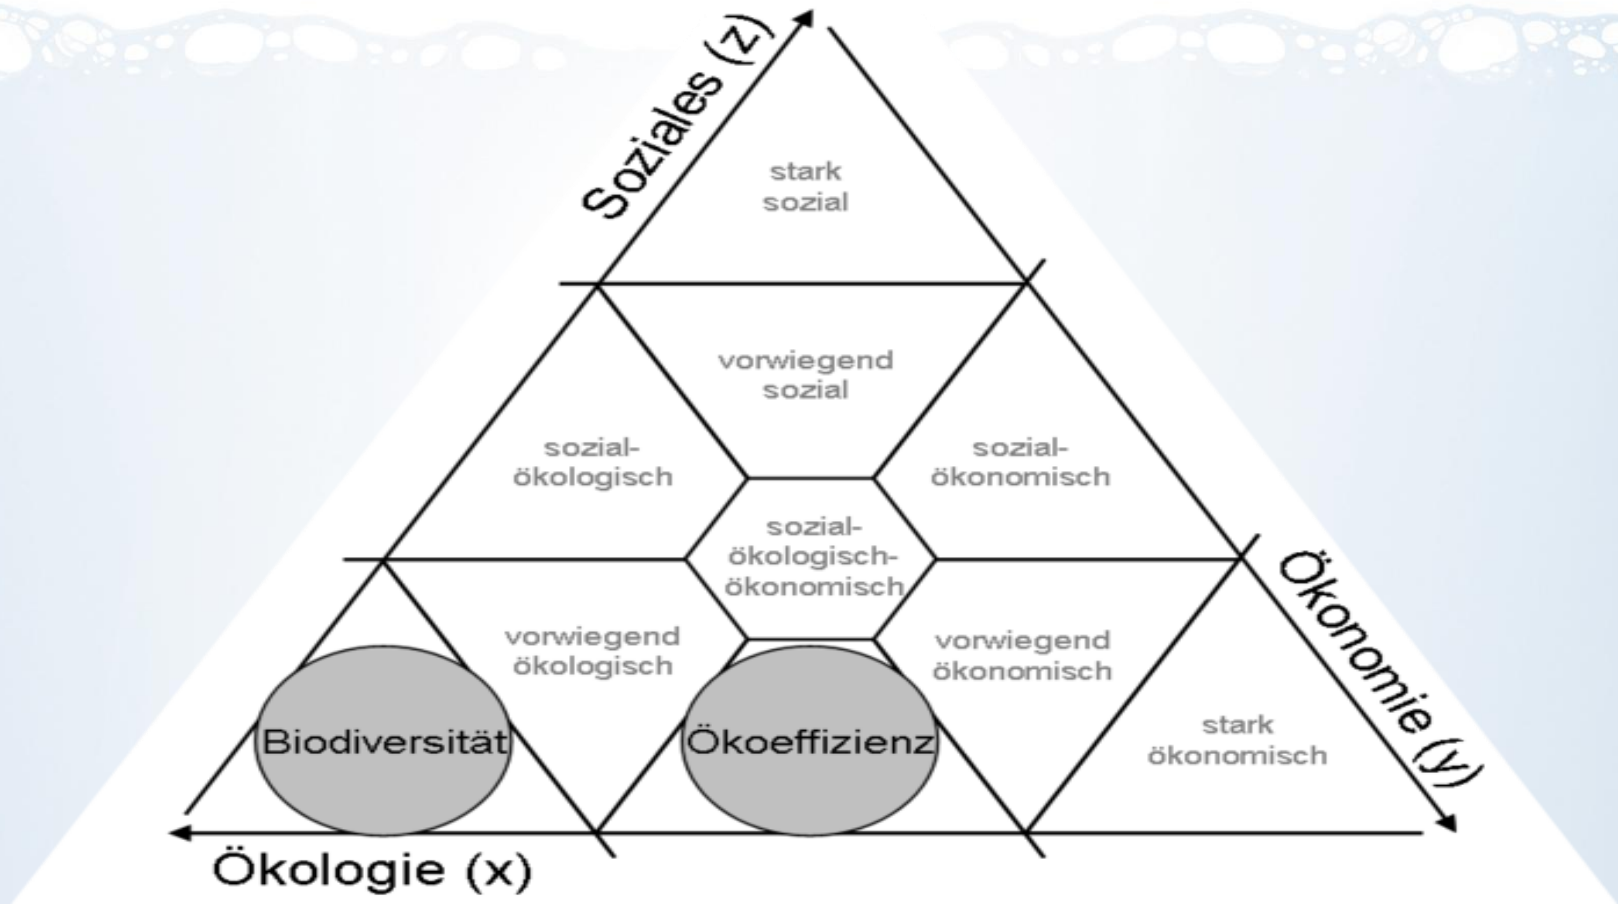 Soziales (z)
stark
sozial
vorwiegend
sozial
sozial-
ökologisch
sozial-
ökonomisch
sozial-
ökologisch-
ökonomisch
vorwiegend
ökologisch
vorwiegend
ökonomisch
Biodiversität
Ökoeffizienz
stark
ökonomisch
Ökonomie (y)
Ökologie (x)